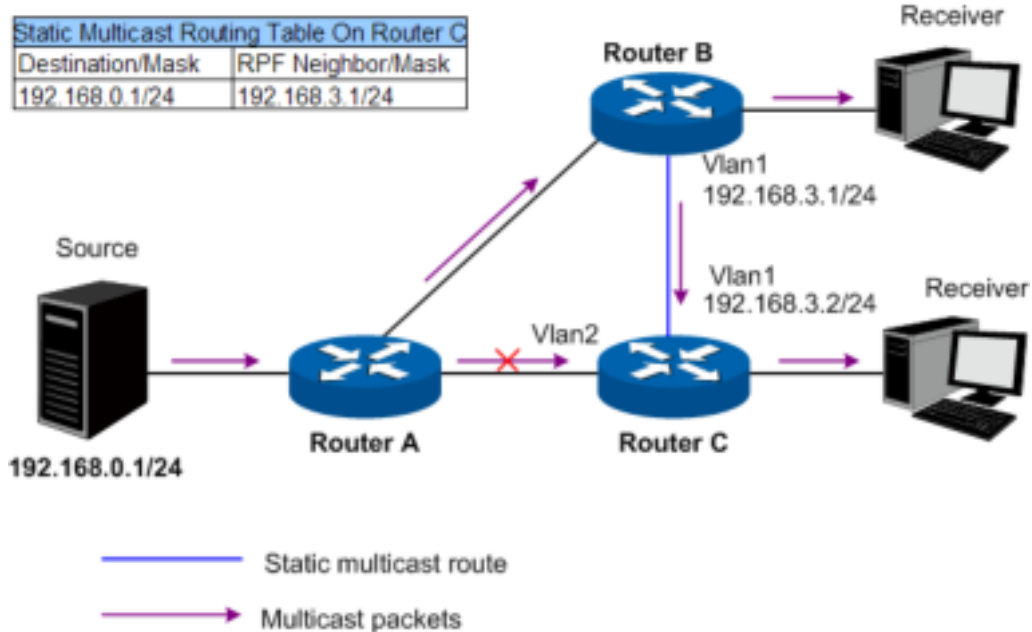 Static Multicast Routing Table On Router C
Destination/Mask RPF Neighbor/Mask
192.168.0.1/24 192.168.3.1/24
Receiver
Router B
Vlan1
192.168.3.1/24
Source
Vlan1
192.168.3.2/24
Receiver
Vlan2
Router A
Router C
192.168.0.1/24
Static multicast route
Multicast packets